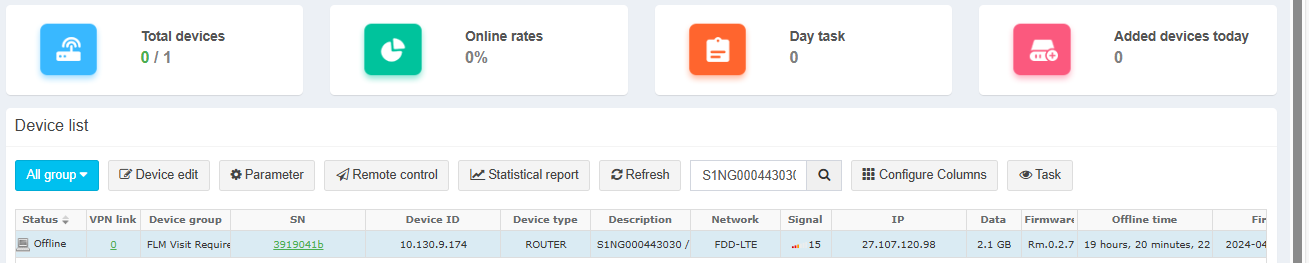 Total devices
0 / 1
Online rates
0%
Day task
0
Added devices today
0
Device list
All group Device edit Parameter Remote control Statistical report Refresh S1NG000443030 Configure Columns Task
Status VPN link Device group SN Device ID Device type Description Network Signal IP Data Firmware Offline time Fir
Offline 0 FLM Visit Require 3919041b 10.130.9.174 ROUTER S1NG000443030 / FDD-LTE 15 27.107.120.98 2.1 GB Rm.0.2.7 19 hours, 20 minutes, 22 2024-04